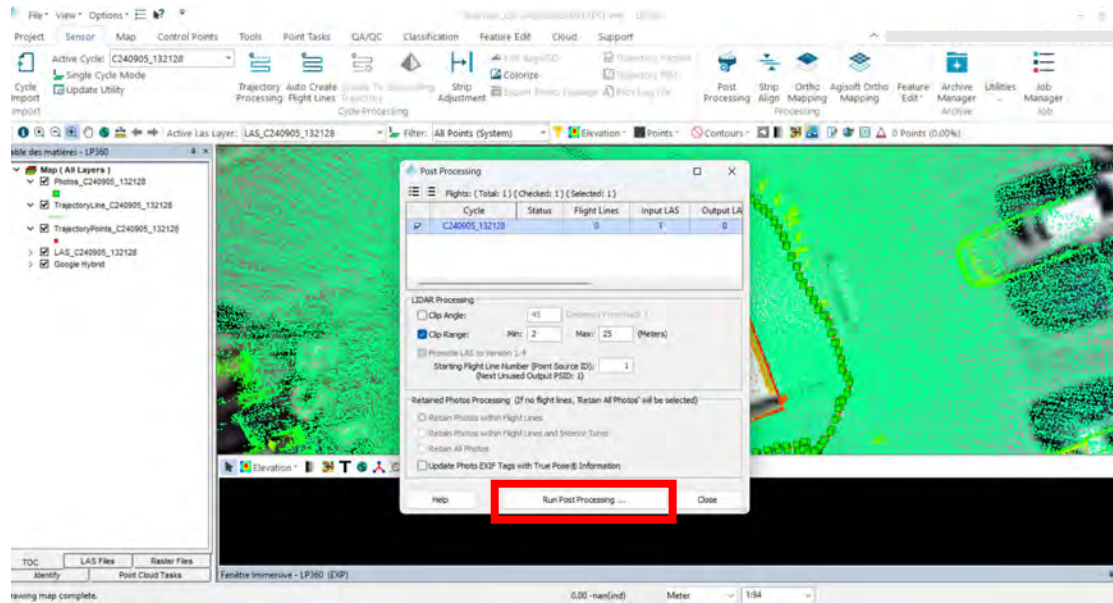 File View Options
Project Sensor Map Control Points Tools Point Tasks QA/QC Classification Feature Edit Cloud Support
Active Cycle: C240905_132128
Single Cycle Mode
Update Utility
Cycle Import
Import
Trajectory Processing
Auto Create Flight Lines
Cycle Processing
Strip Adjustment
Colorize
Post Processing
Strip Align
Ortho Mapping
Agisoft Ortho Mapping
Feature Edit
Processing
Archive Manager
Archive
Utilities
Job Manager
Job
Active Las Layer: LAS_C240905_132128 Filter: All Points (System) Elevation Points Contours 0 Points (0.00%)
able des matières - LP360
Map ( All Layers )
Photos_C240905_132128
TrajectoryLine_C240905_132128
TrajectoryPoints_C240905_132128
LAS_C240905_132128
Google Hybrid
Post Processing
Flights: (Total: 1) (Checked: 1) (Selected: 1)
Cycle Status Flight Lines Input LAS Output LA
C240905_132128 0 1 0
LIDAR Processing
Clip Angle: 45
Clip Range: Min: 2 Max: 25 (Meters)
Promote LAS to Version 1.4
Starting Flight Line Number (Point Source ID): 1
(Next Unused Output PSID: 1)
Retained Photos Processing (If no flight lines, 'Retain All Photos' will be selected)
Retain Photos within Flight Lines
Retain Photos within Flight Lines and Interior Turns
Retain All Photos
Update Photo EXIF Tags with True Pose® Information
Help Run Post Processing ... Close
Elevation
TOC LAS Files Raster Files
Identify Point Cloud Tasks
Fenêtre Immersive - LP360 (EXP)
rawing map complete. 0.00 -nan(ind) Meter 1:94